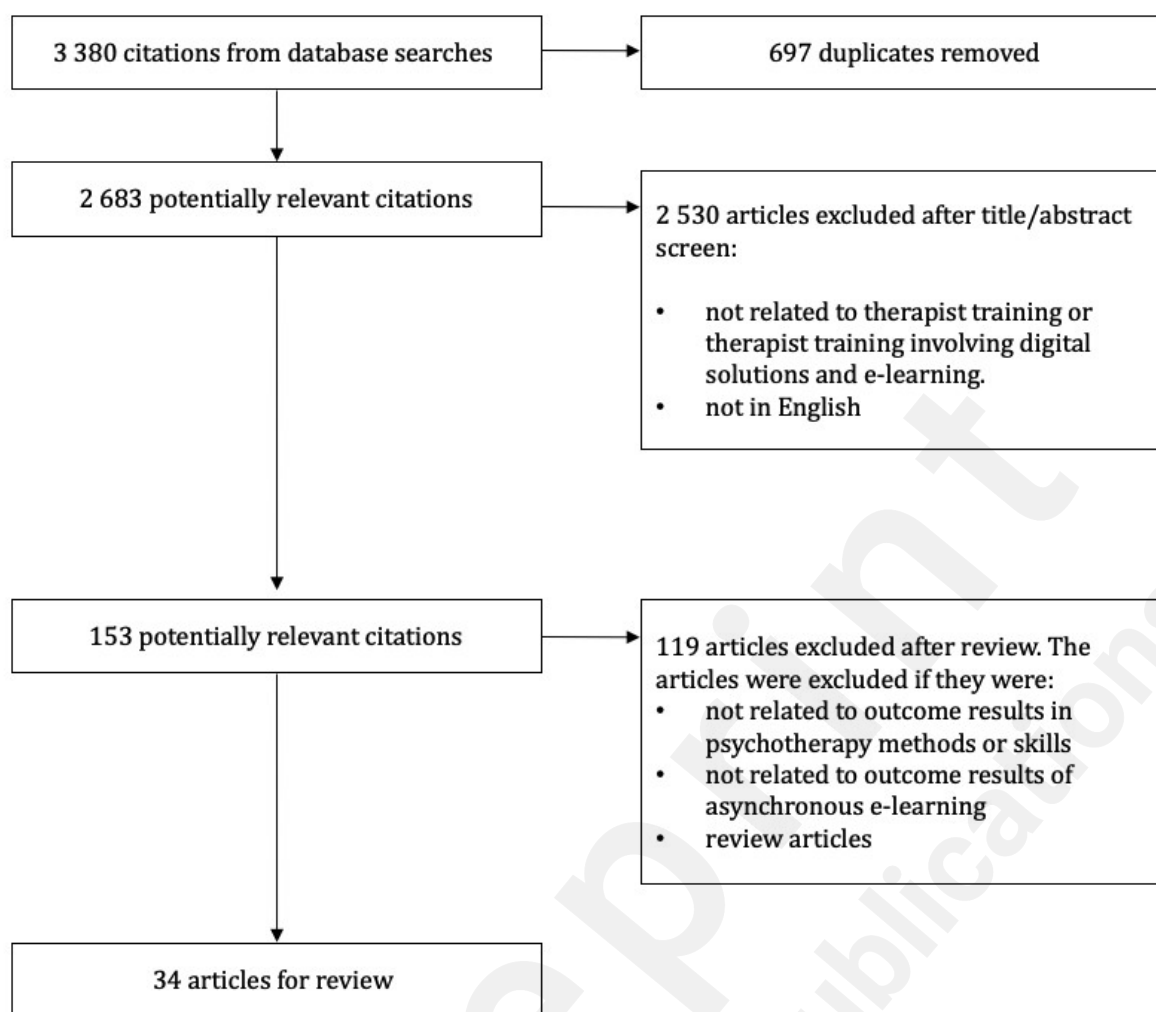 3 380 citations from database searches
697 duplicates removed
2 683 potentially relevant citations
2 530 articles excluded after title/abstract
screen:
• not related to therapist training or
therapist training involving digital
solutions and e-learning.
• not in English
153 potentially relevant citations
119 articles excluded after review. The
articles were excluded if they were:
• not related to outcome results in
psychotherapy methods or skills
• not related to outcome results of
asynchronous e-learning
• review articles
34 articles for review